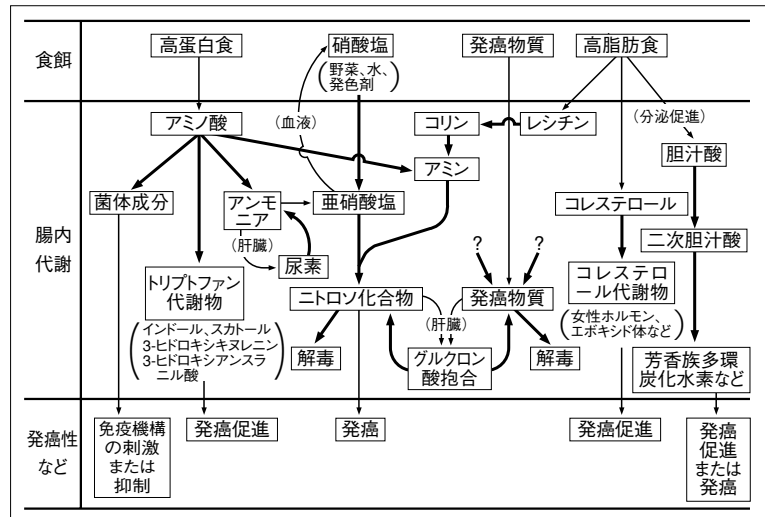 食餌
高蛋白食
硝酸塩
(野菜、水、
発色剤)
発癌物質
高脂肪食
腸内
代謝
アミノ酸
(血液)
コリン
レシチン
(分泌促進)
胆汁酸
アミン
菌体成分
アンモ
ニア
亜硝酸塩
コレステロール
(肝臓)
尿素
?
?
二次胆汁酸
トリプトファン
代謝物
(インドール、スカトール
3-ヒドロキシキヌレニン
3-ヒドロキシアンスラ
ニル酸)
ニトロソ化合物
(肝臓)
発癌物質
コレステロ
ール代謝物
(女性ホルモン、
エポキシド体など)
解毒
グルクロン
酸抱合
解毒
芳香族多環
炭化水素など
発癌性
など
免疫機構
の刺激
または
抑制
発癌促進
発癌
発癌促進
発癌
促進
または
発癌